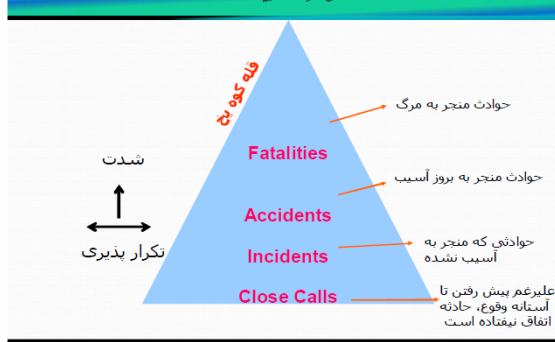 قله کوه یخ
حوادث منجر به مرگ
Fatalities
شدت
حوادث منجر به بروز آسیب
Accidents
تکرار پذیری
حوادثی که منجر به
آسیب نشده
Incidents
علیرغم پیش رفتن تا
آستانه وقوع، حادثه
اتفاق نیفتاده است
Close Calls